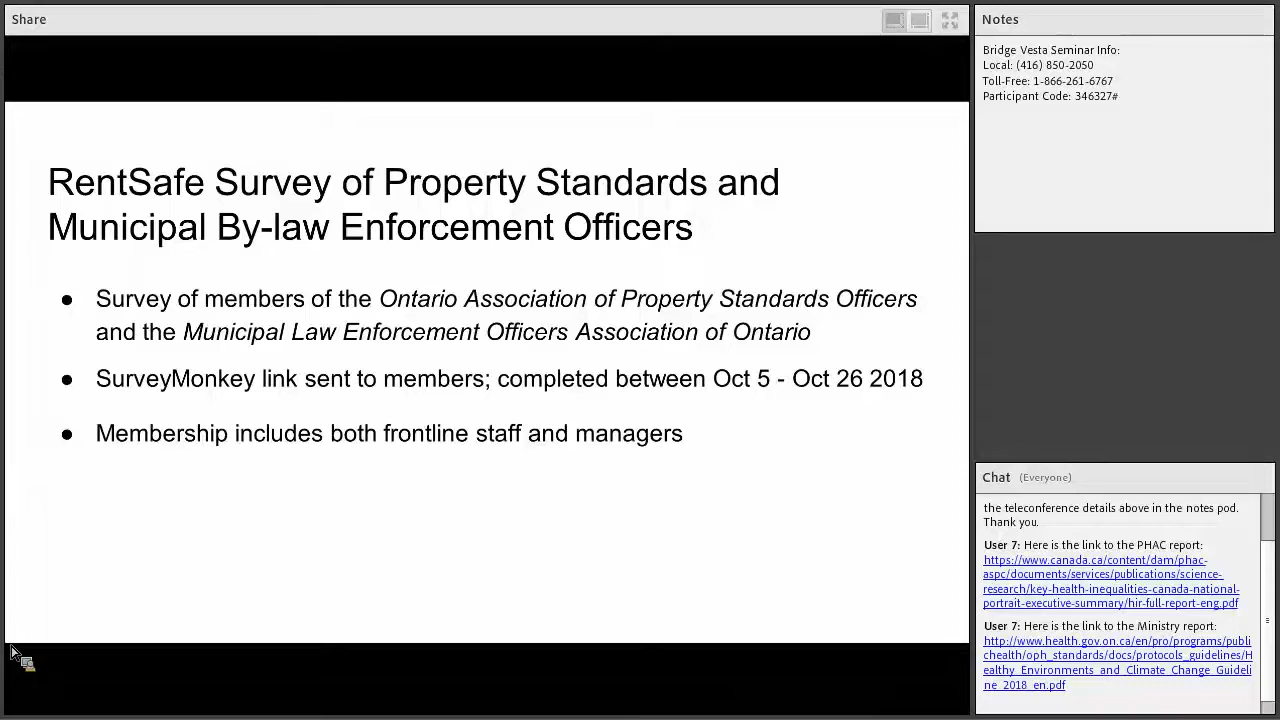 Share
RentSafe Survey of Property Standards and
Municipal By-law Enforcement Officers
● Survey of members of the Ontario Association of Property Standards Officers
and the Municipal Law Enforcement Officers Association of Ontario
● SurveyMonkey link sent to members; completed between Oct 5 - Oct 26 2018
● Membership includes both frontline staff and managers
Notes
Bridge Vesta Seminar Info:
Local: (416) 850-2050
Toll-Free: 1-866-261-6767
Participant Code: 346327#
Chat (Everyone)
the teleconference details above in the notes pod.
Thank you.
User 7: Here is the link to the PHAC report:
https://www.canada.ca/content/dam/phac-
aspc/documents/services/publications/science-
research/key-health-inequalities-canada-national-
portrait-executive-summary/hir-full-report-eng.pdf
User 7: Here is the link to the Ministry report:
http://www.health.gov.on.ca/en/pro/programs/publi
chealth/oph_standards/docs/protocols_guidelines/H
ealthy_Environments_and_Climate_Change_Guideli
ne_2018_en.pdf